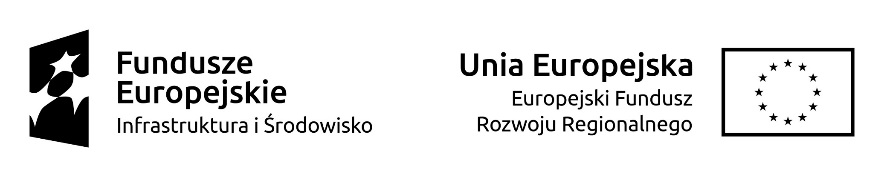 Fundusze
Europejskie
Infrastruktura i Środowisko
Unia Europejska
Europejski Fundusz
Rozwoju Regionalnego